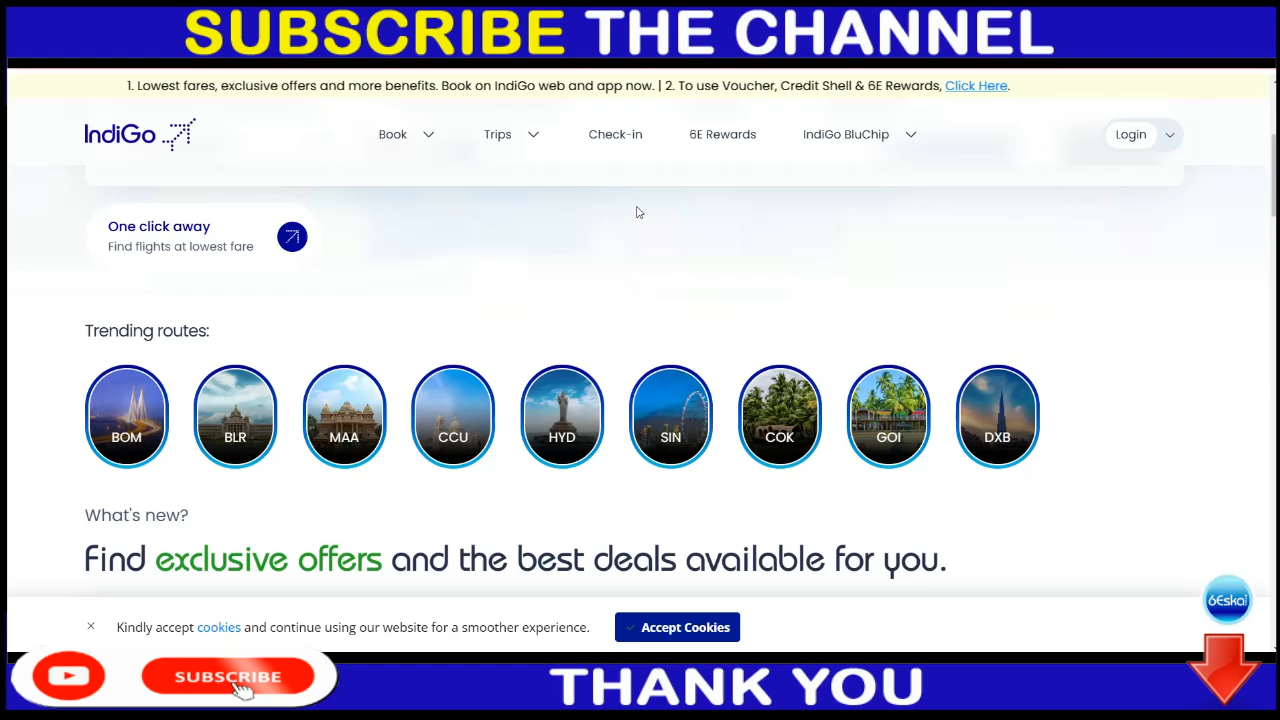 SUBSCRIBE THE CHANNEL
1. Lowest fares, exclusive offers and more benefits. Book on IndiGo web and app now. | 2. To use Voucher, Credit Shell & 6E Rewards, Click Here.
IndiGo
Book Trips Check-in 6E Rewards IndiGo BluChip Login
One click away
Find flights at lowest fare
Trending routes:
BOM BLR MAA CCU HYD SIN COK GOI DXB
What's new?
Find exclusive offers and the best deals available for you.
6Eskai
Kindly accept cookies and continue using our website for a smoother experience. Accept Cookies
SUBSCRIBE
THANK YOU